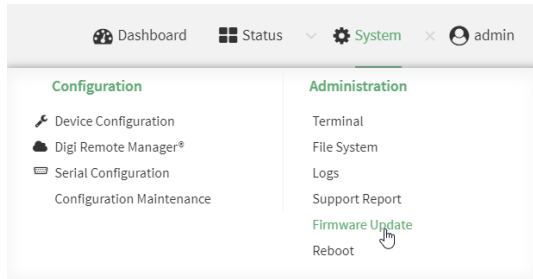 Dashboard Status System admin
Configuration
Device Configuration
Digi Remote Manager®
Serial Configuration
Configuration Maintenance
Administration
Terminal
File System
Logs
Support Report
Firmware Update
Reboot